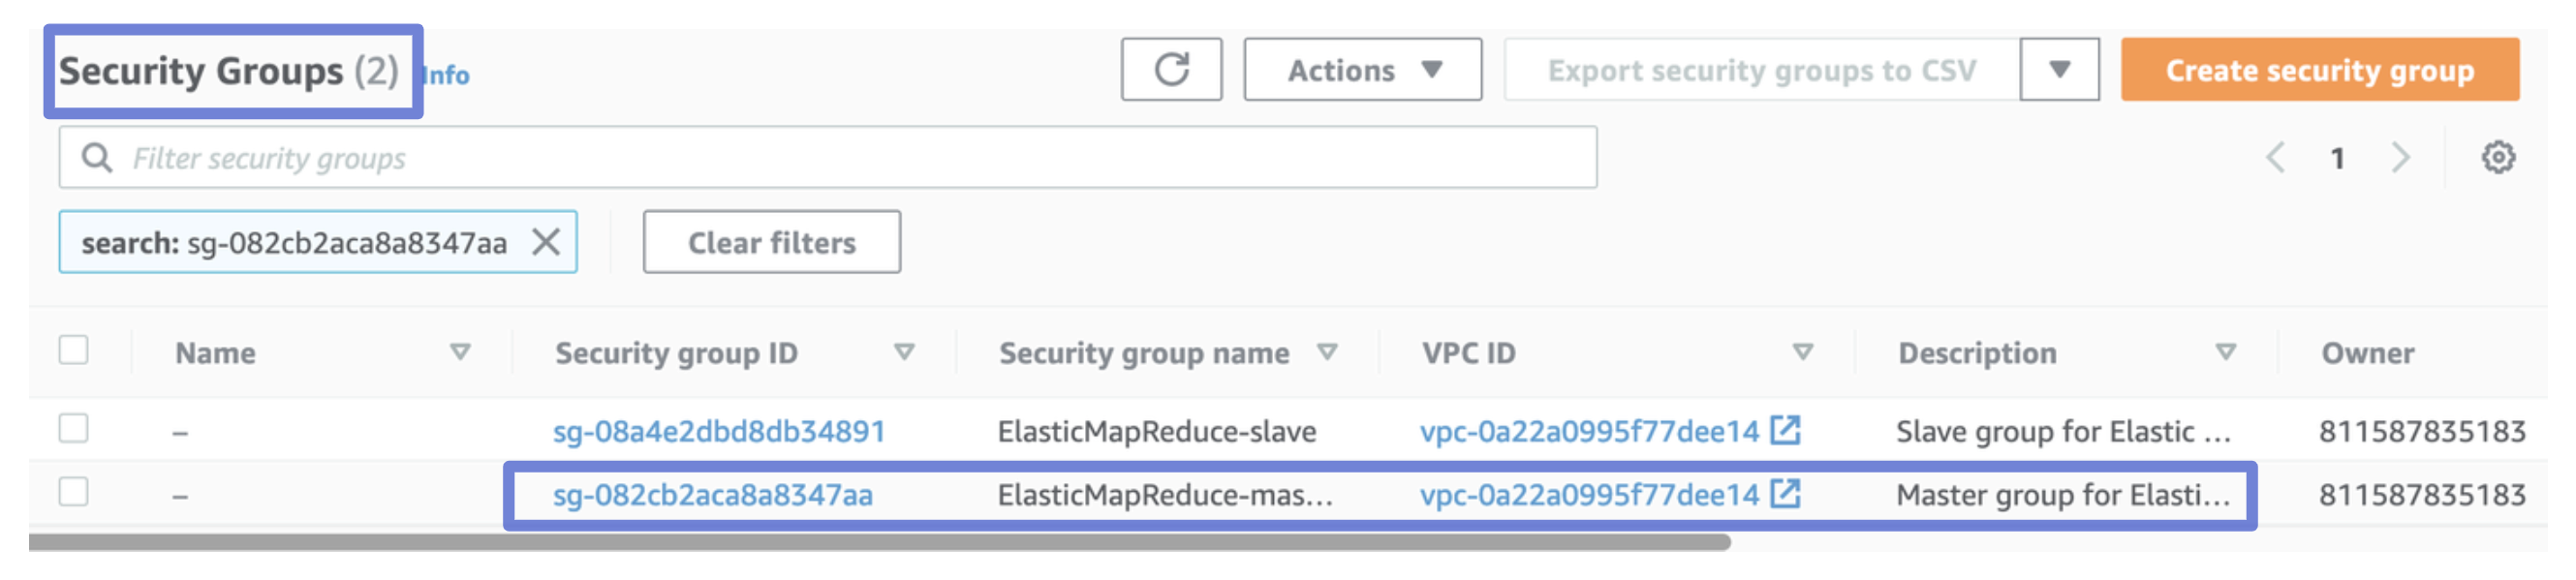 Security Groups (2) Info
Actions
Export security groups to CSV
Create security group
Filter security groups
1
search: sg-082cb2aca8a8347aa
Clear filters
Name Security group ID Security group name VPC ID Description Owner
– sg-08a4e2dbd8db34891 ElasticMapReduce-slave vpc-0a22a0995f77dee14 Slave group for Elastic ... 811587835183
– sg-082cb2aca8a8347aa ElasticMapReduce-mas... vpc-0a22a0995f77dee14 Master group for Elasti... 811587835183